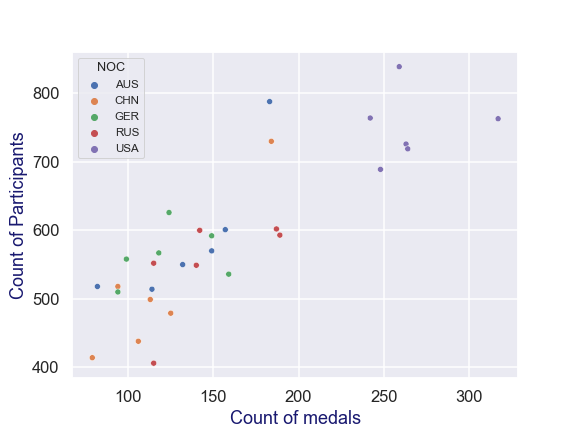 NOC
AUS
CHN
GER
RUS
USA
800
700
600
500
400
Count of Participants
100
150
200
250
300
Count of medals